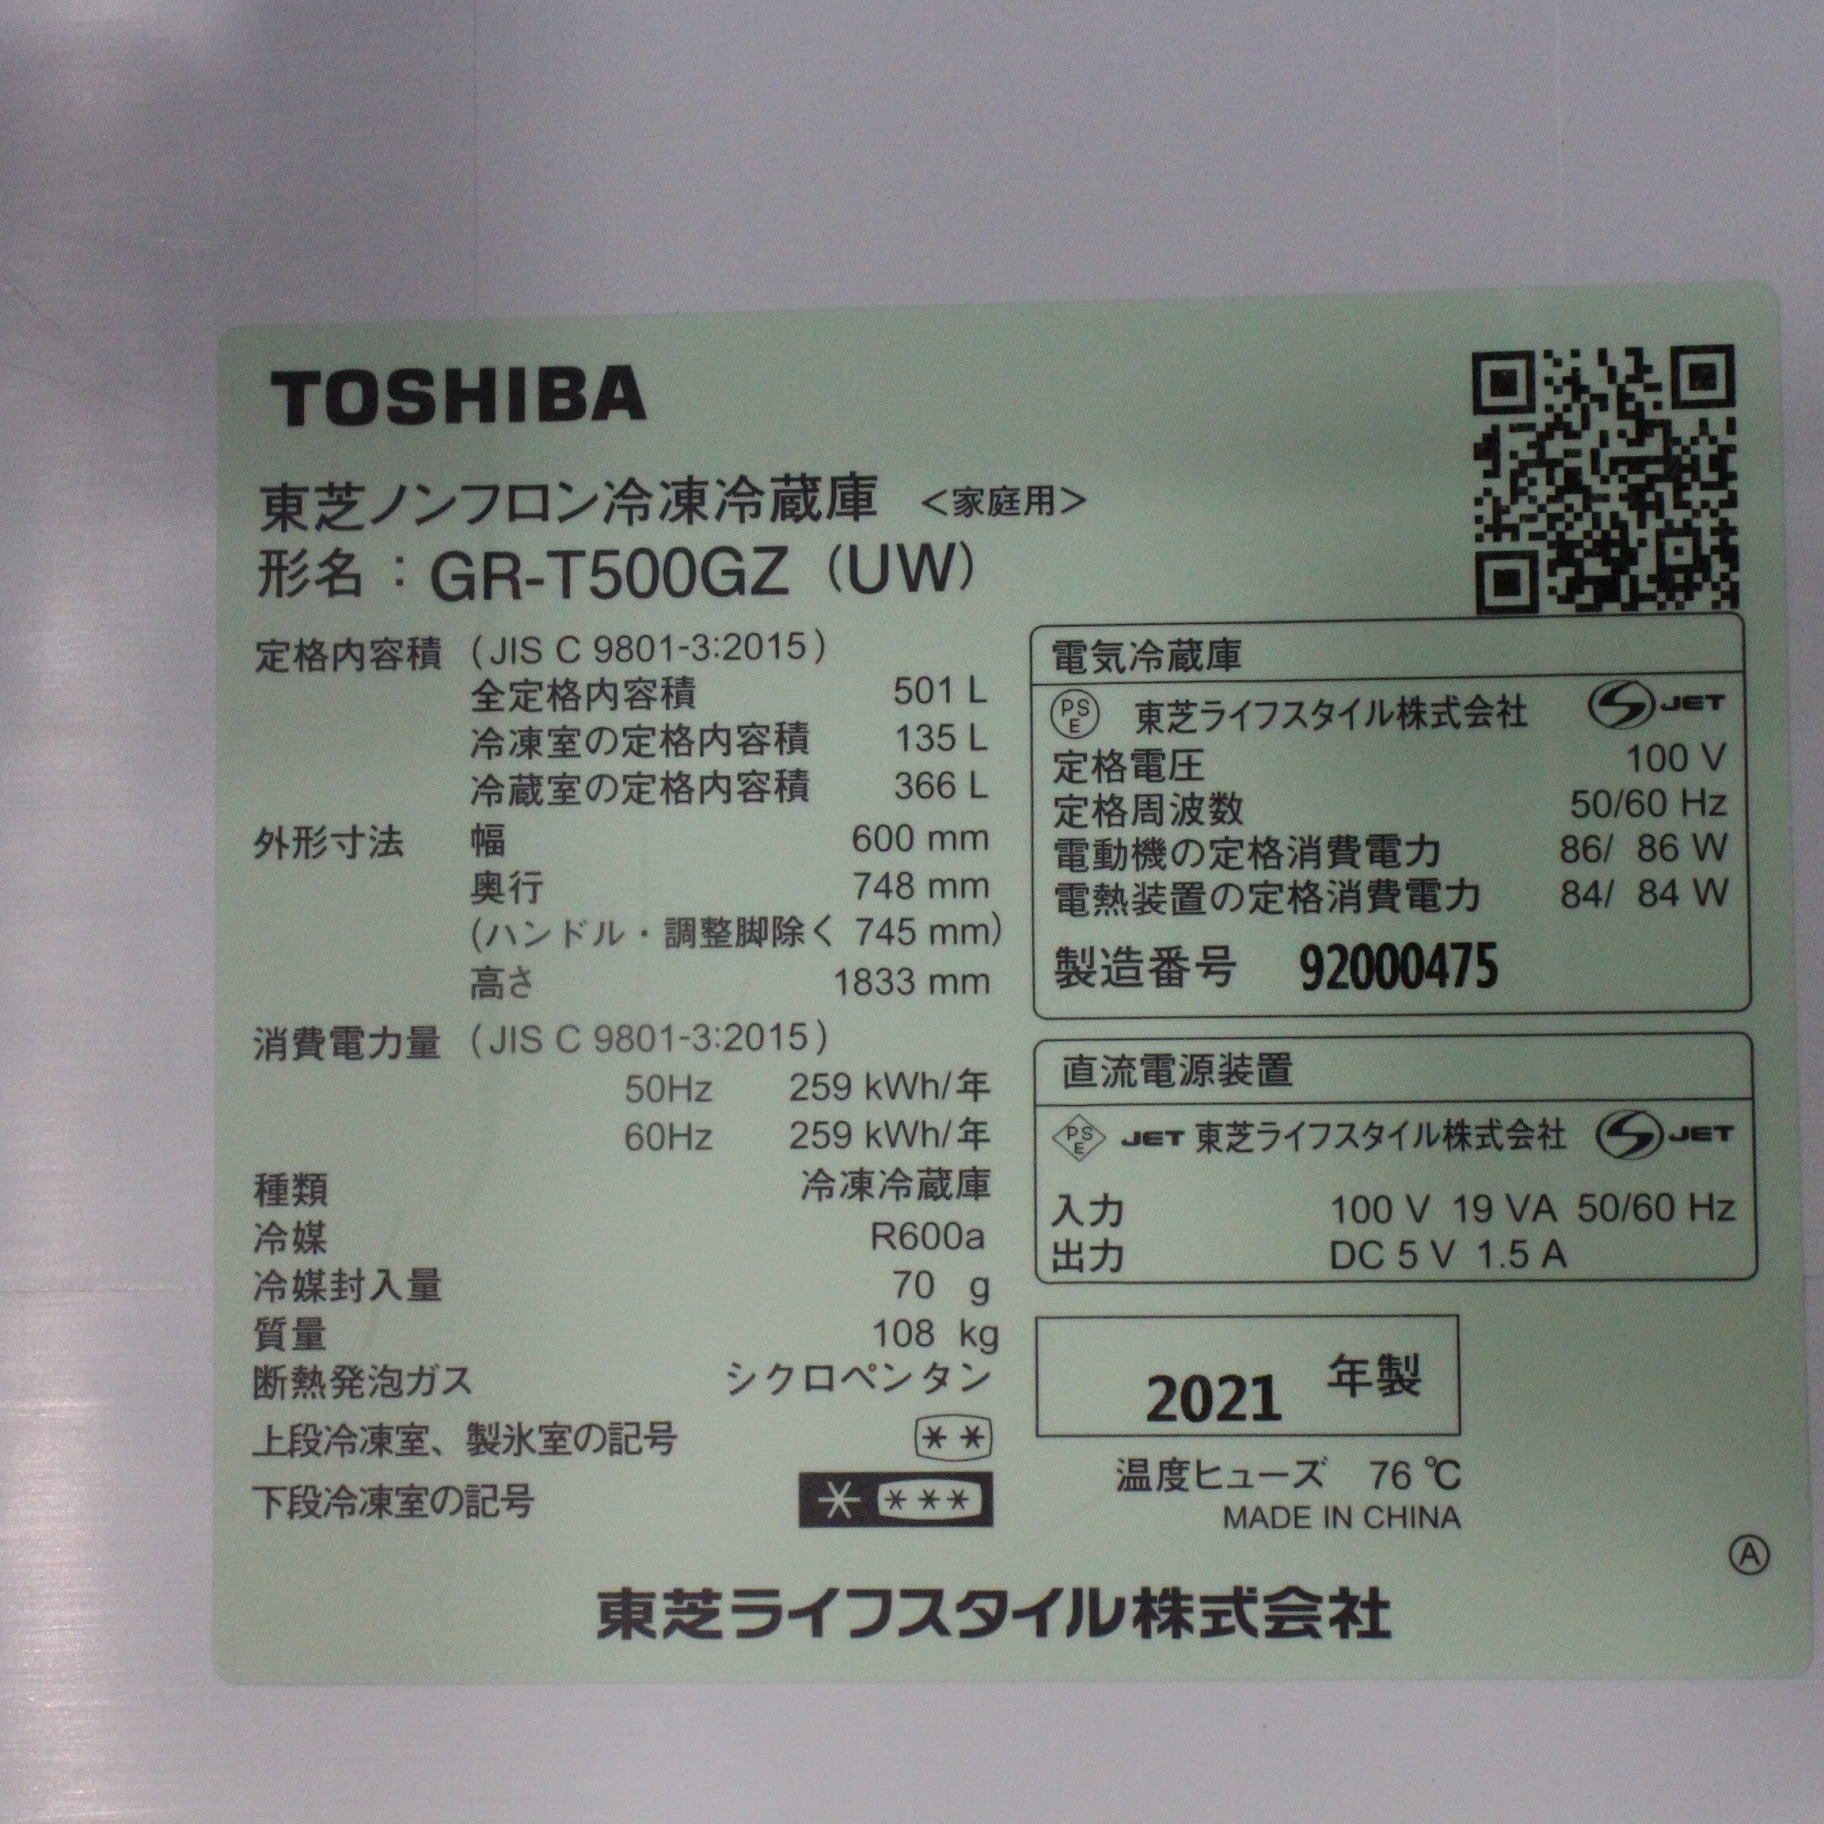 TOSHIBA
東芝ノンフロン冷凍冷蔵庫 <家庭用>
形名：GR-T500GZ (UW)
定格内容積 (JIS C 9801-3:2015)
全定格内容積 501 L
冷凍室の定格内容積 135 L
冷蔵室の定格内容積 366 L
外形寸法 幅 600 mm
奥行 748 mm
(ハンドル・調整脚除く 745 mm)
高さ 1833 mm
消費電力量 (JIS C 9801-3:2015)
50Hz 259 kWh/年
60Hz 259 kWh/年
種類 冷凍冷蔵庫
冷媒 R600a
冷媒封入量 70 g
質量 108 kg
断熱発泡ガス シクロペンタン
上段冷凍室、製氷室の記号 **
下段冷凍室の記号 * ***
電気冷蔵庫
PSE 東芝ライフスタイル株式会社 S JET
定格電圧 100 V
定格周波数 50/60 Hz
電動機の定格消費電力 86/ 86 W
電熱装置の定格消費電力 84/ 84 W
製造番号 92000475
直流電源装置
PSE JET 東芝ライフスタイル株式会社 S JET
入力 100 V 19 VA 50/60 Hz
出力 DC 5 V 1.5 A
2021 年製
温度ヒューズ 76 ℃
MADE IN CHINA
Ⓐ
東芝ライフスタイル株式会社